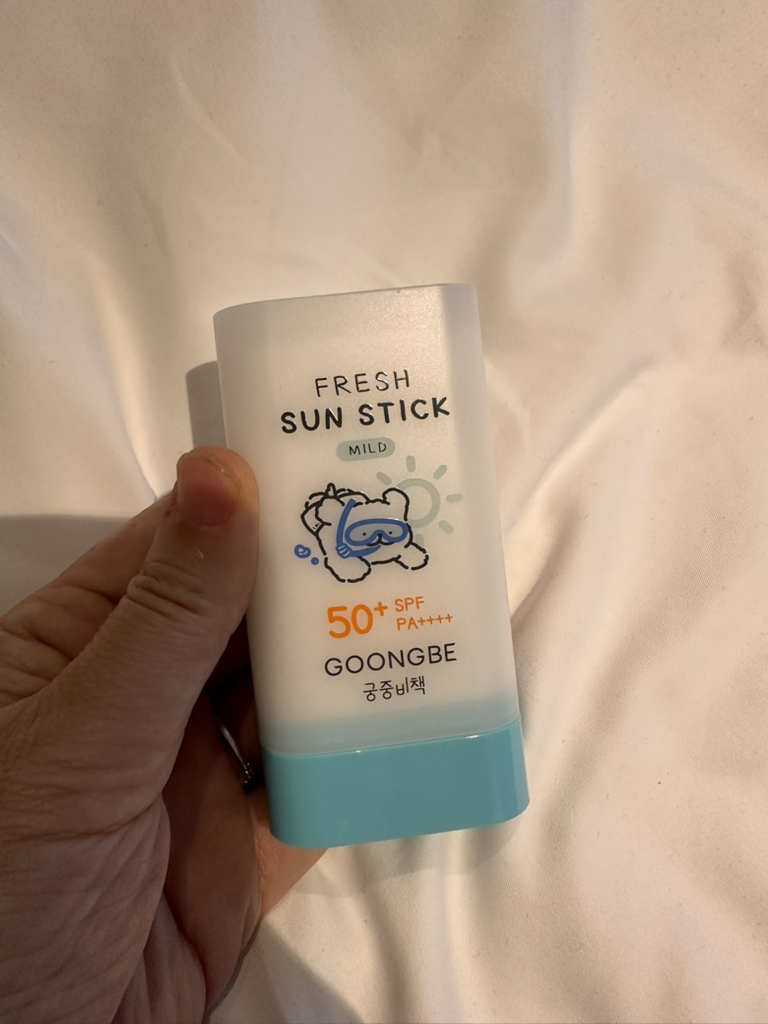 FRESH
SUN STICK
MILD
50+ SPF
PA++++
GOONGBE
궁중비책